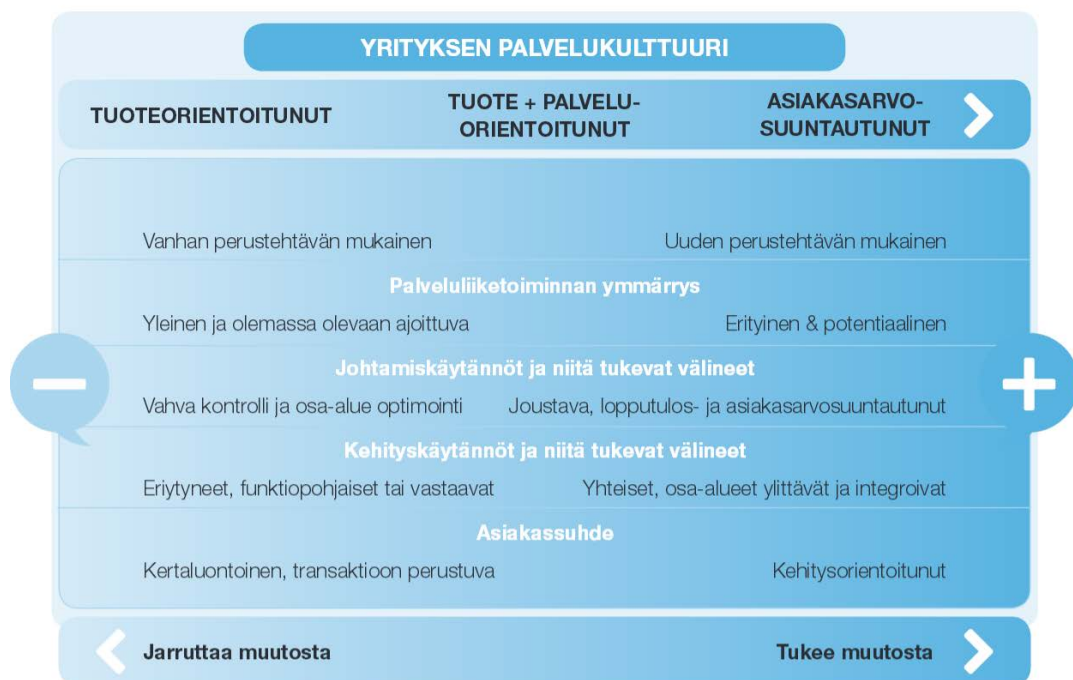 YRITYKSEN PALVELUKULTTUURI
TUOTEORIENTOITUNUT
TUOTE + PALVELU-
ORIENTOITUNUT
ASIAKASARVO-
SUUNTAUTUNUT
Vanhan perustehtävän mukainen
Uuden perustehtävän mukainen
Palveluliiketoiminnan ymmärrys
Yleinen ja olemassa olevaan ajoittuva
Erityinen & potentiaalinen
Johtamiskäytännöt ja niitä tukevat välineet
Vahva kontrolli ja osa-alue optimointi
Joustava, lopputulos- ja asiakasarvosuuntautunut
Kehityskäytännöt ja niitä tukevat välineet
Eriytyneet, funktiopohjaiset tai vastaavat
Yhteiset, osa-alueet ylittävät ja integroivat
Asiakassuhde
Kertaluontoinen, transaktioon perustuva
Kehitysorientoitunut
Jarruttaa muutosta
Tukee muutosta